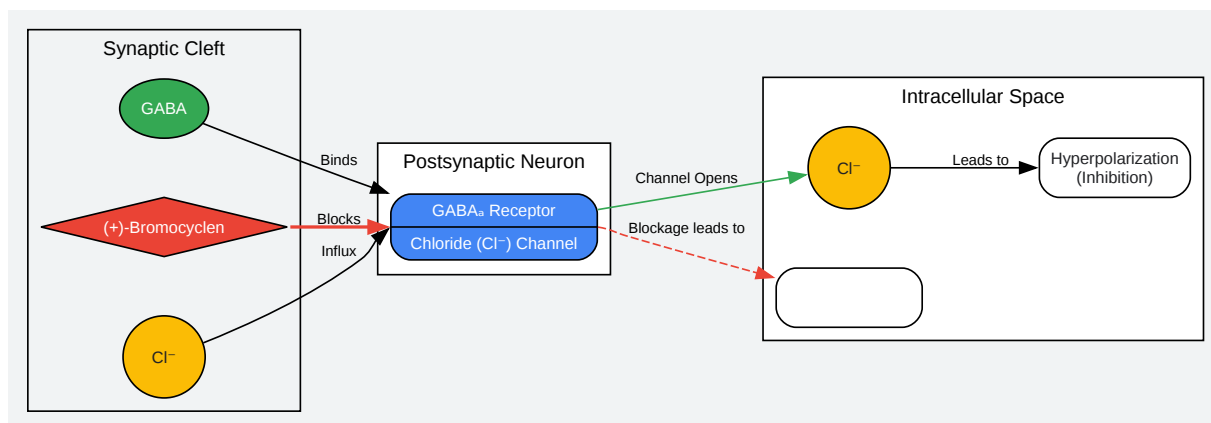 Synaptic Cleft
GABA
(+)-Bromocyclen
Cl⁻
Binds
Blocks
Influx
Postsynaptic Neuron
GABAₐ Receptor
Chloride (Cl⁻) Channel
Channel Opens
Blockage leads to
Intracellular Space
Cl⁻
Leads to
Hyperpolarization
(Inhibition)